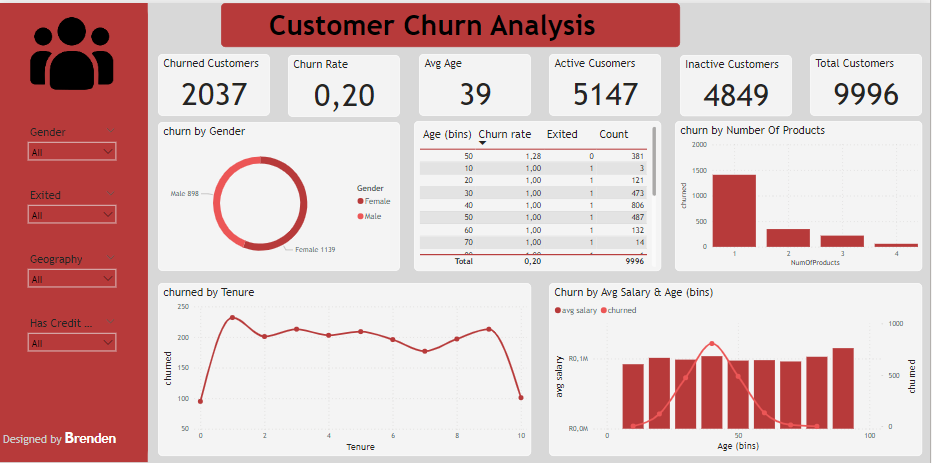 Customer Churn Analysis
Churned Customers
2037
Churn Rate
0,20
Avg Age
39
Active Cusomers
5147
Inactive Customers
4849
Total Customers
9996
Gender
All
Exited
All
Geography
All
Has Credit ...
All
Designed by Brenden
churn by Gender
Male 898
Female 1139
Gender
Female
Male
Age (bins) Churn rate Exited Count
50 1,28 0 381
10 1,00 1 3
20 1,00 1 121
30 1,00 1 473
40 1,00 1 806
50 1,00 1 487
60 1,00 1 132
70 1,00 1 14
Total 0,20 9996
churn by Number Of Products
churned
2000
1500
1000
500
0
1 2 3 4
NumOfProducts
churned by Tenure
churned
250
200
150
100
50
0 2 4 6 8 10
Tenure
Churn by Avg Salary & Age (bins)
avg salary churned
avg salary
R0,1M
R0,0M
1000
500
0
churned
0 50 100
Age (bins)